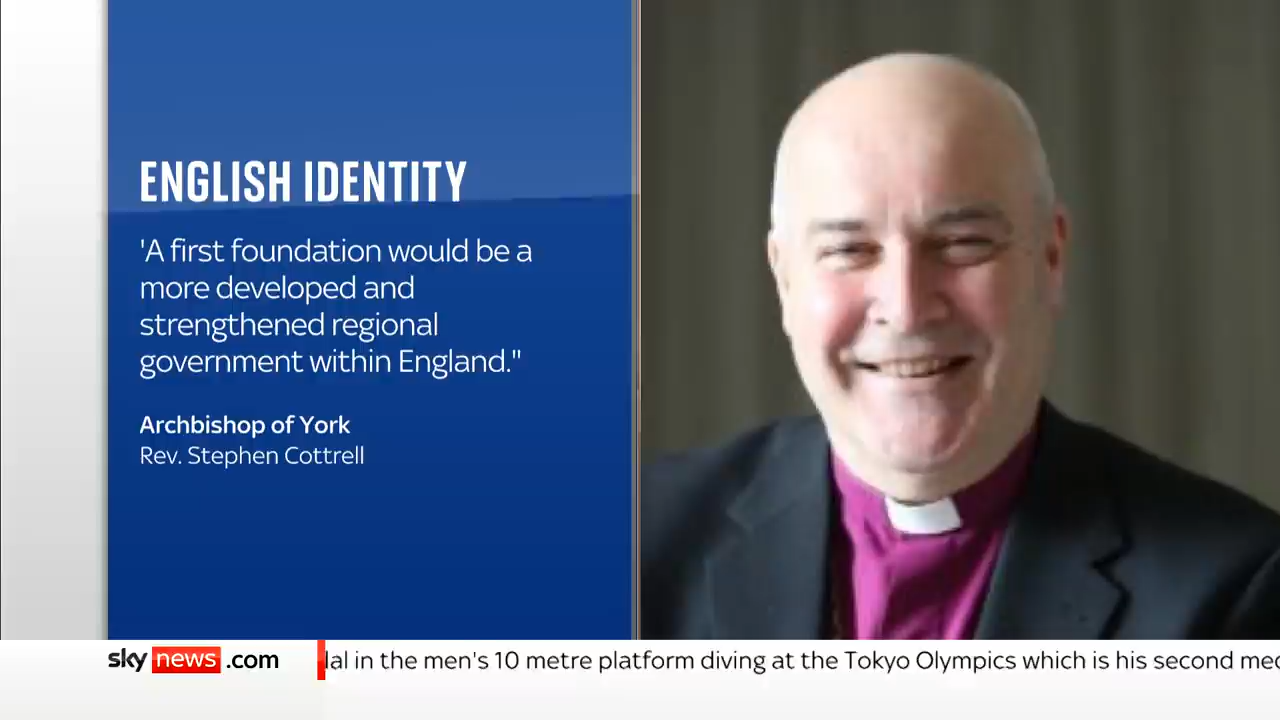 ENGLISH IDENTITY
'A first foundation would be a
more developed and
strengthened regional
government within England."
Archbishop of York
Rev. Stephen Cottrell
sky news .com
in the men's 10 metre platform diving at the Tokyo Olympics which is his second